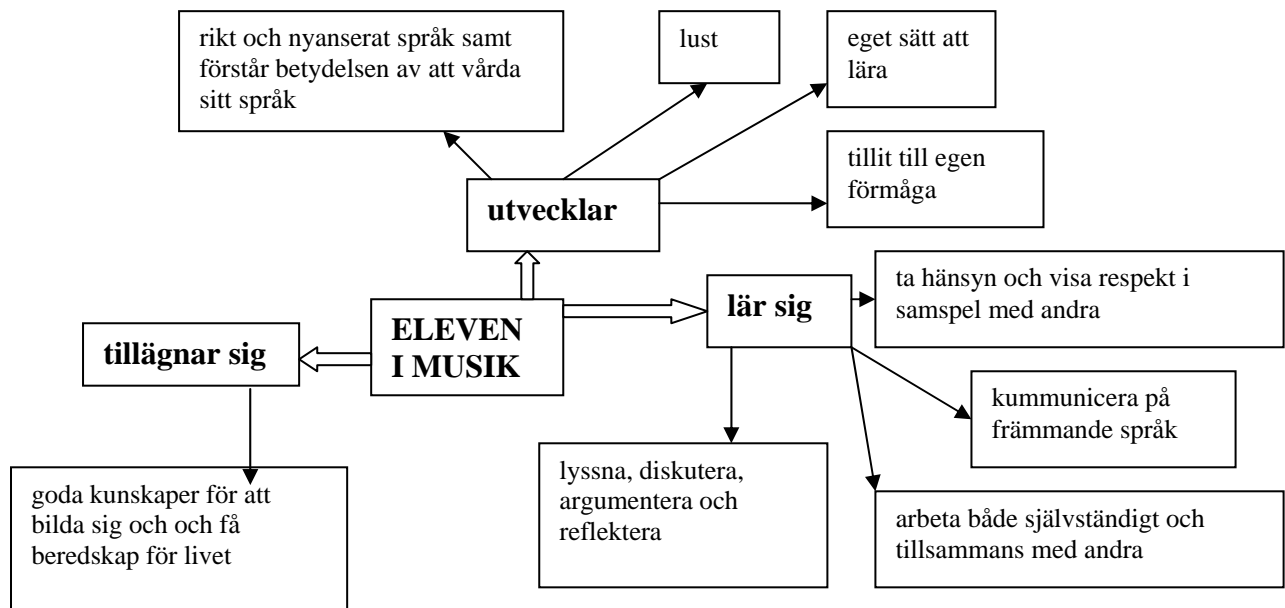 rikt och nyanserat språk samt
förstår betydelsen av att vårda
sitt språk
lust
eget sätt att
lära
tillit till egen
förmåga
utvecklar
ta hänsyn och visa respekt i
samspel med andra
lär sig
ELEVEN
I MUSIK
tillägnar sig
kummunicera på
främmande språk
lyssna, diskutera,
argumentera och
reflektera
goda kunskaper för att
bilda sig och och få
beredskap för livet
arbeta både självständigt och
tillsammans med andra